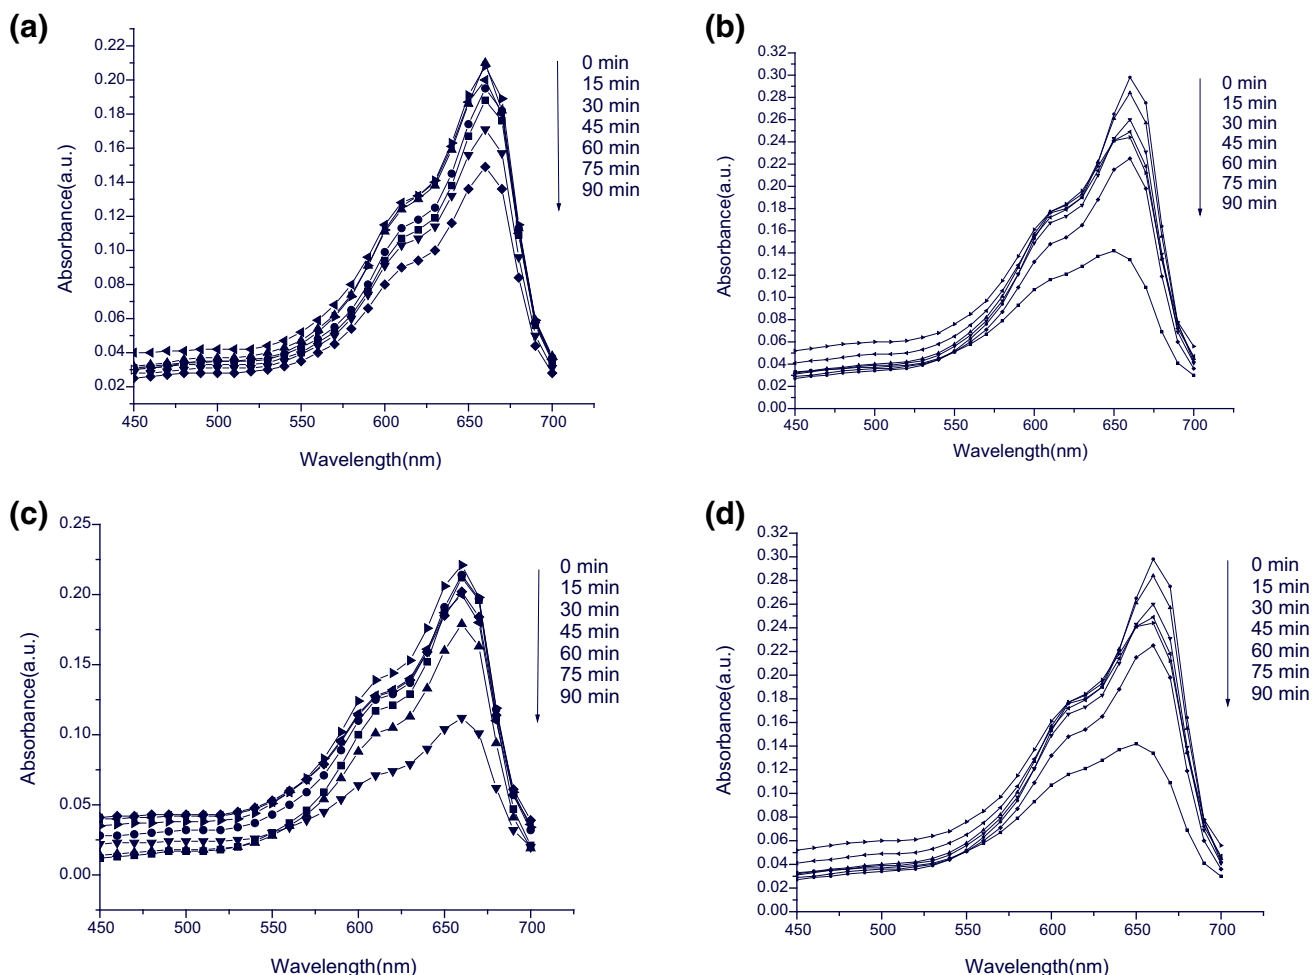 (a)
0.22
0.20
0.18
0.16
0.14
0.12
0.10
0.08
0.06
0.04
0.02
Absorbance(a.u.)
450 500 550 600 650 700
Wavelength(nm)
0 min
15 min
30 min
45 min
60 min
75 min
90 min
(b)
0.32
0.30
0.28
0.26
0.24
0.22
0.20
0.18
0.16
0.14
0.12
0.10
0.08
0.06
0.04
0.02
0.00
Absorbance(a.u.)
450 500 550 600 650 700
Wavelength(nm)
0 min
15 min
30 min
45 min
60 min
75 min
90 min
(c)
0.25
0.20
0.15
0.10
0.05
0.00
Absorbance(a.u.)
450 500 550 600 650 700
Wavelength(nm)
0 min
15 min
30 min
45 min
60 min
75 min
90 min
(d)
0.32
0.30
0.28
0.26
0.24
0.22
0.20
0.18
0.16
0.14
0.12
0.10
0.08
0.06
0.04
0.02
0.00
Absorbance(a.u.)
450 500 550 600 650 700
Wavelength(nm)
0 min
15 min
30 min
45 min
60 min
75 min
90 min